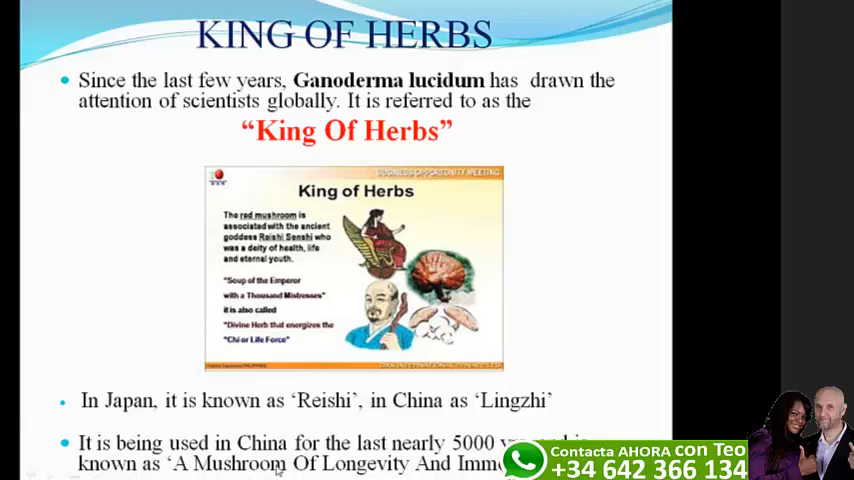 KING OF HERBS
Since the last few years, Ganoderma lucidum has drawn the
attention of scientists globally. It is referred to as the
“King Of Herbs”
BUSINESS OPPORTUNITY MEETING
King of Herbs
The red mushroom is
associated with the ancient
goddess Reishi Senshi who
was a deity of health, life
and eternal youth.
"Soup of the Emperor
with a Thousand Mistresses"
it is also called
"Divine Herb that energizes the
"Chi or Life Force"
In Japan, it is known as ‘Reishi’, in China as ‘Lingzhi’
It is being used in China for the last nearly 5000
known as ‘A Mushroom Of Longevity And
Contacta AHORA con Teo
+34 642 366 134